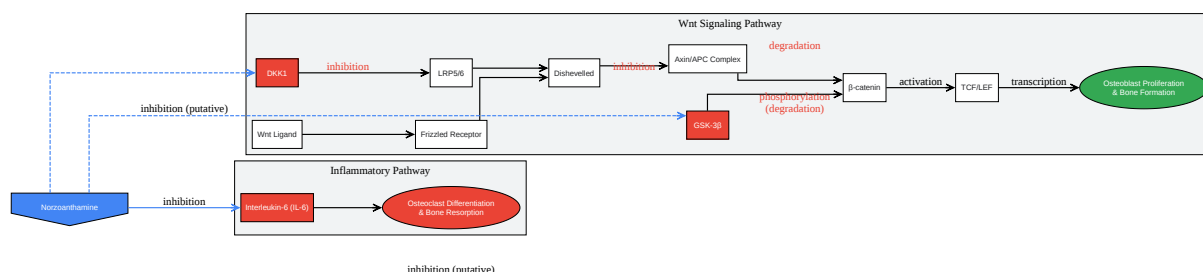 Wnt Signaling Pathway
degradation
Axin/APC Complex
DKK1
inhibition
LRP5/6
Dishevelled
inhibition
β-catenin
activation
TCF/LEF
transcription
Osteoblast Proliferation
& Bone Formation
inhibition (putative)
phosphorylation
(degradation)
GSK-3β
Wnt Ligand
Frizzled Receptor
Inflammatory Pathway
Norzoanthamine
inhibition
Interleukin-6 (IL-6)
Osteoclast Differentiation
& Bone Resorption
inhibition (putative)